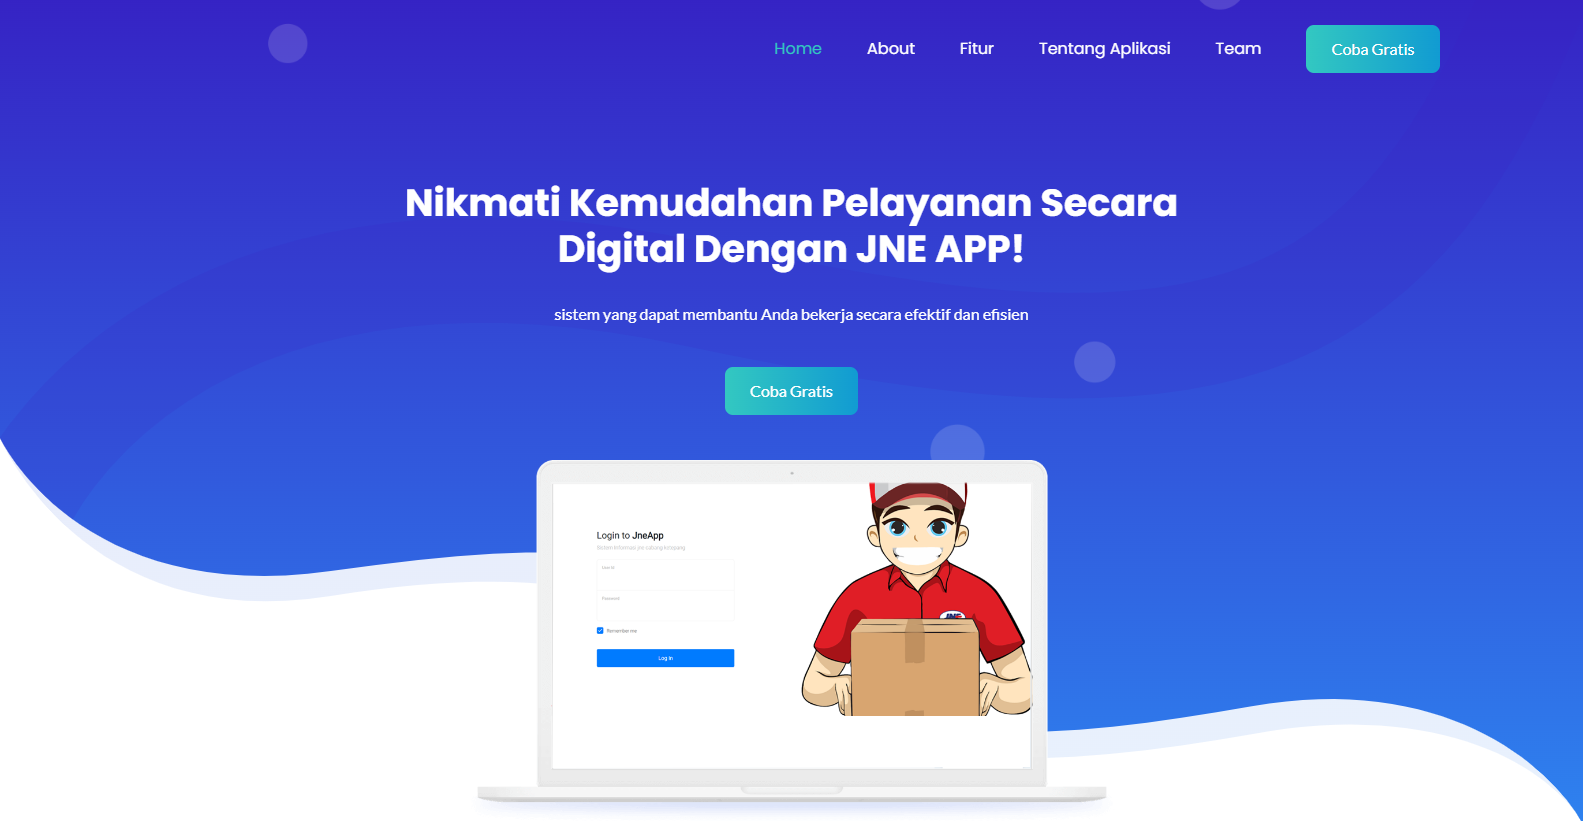 Home About Fitur Tentang Aplikasi Team Coba Gratis
Nikmati Kemudahan Pelayanan Secara
Digital Dengan JNE APP!
sistem yang dapat membantu Anda bekerja secara efektif dan efisien
Coba Gratis
Login to JneApp
User Id
Password
Remember me
Log In
JNE